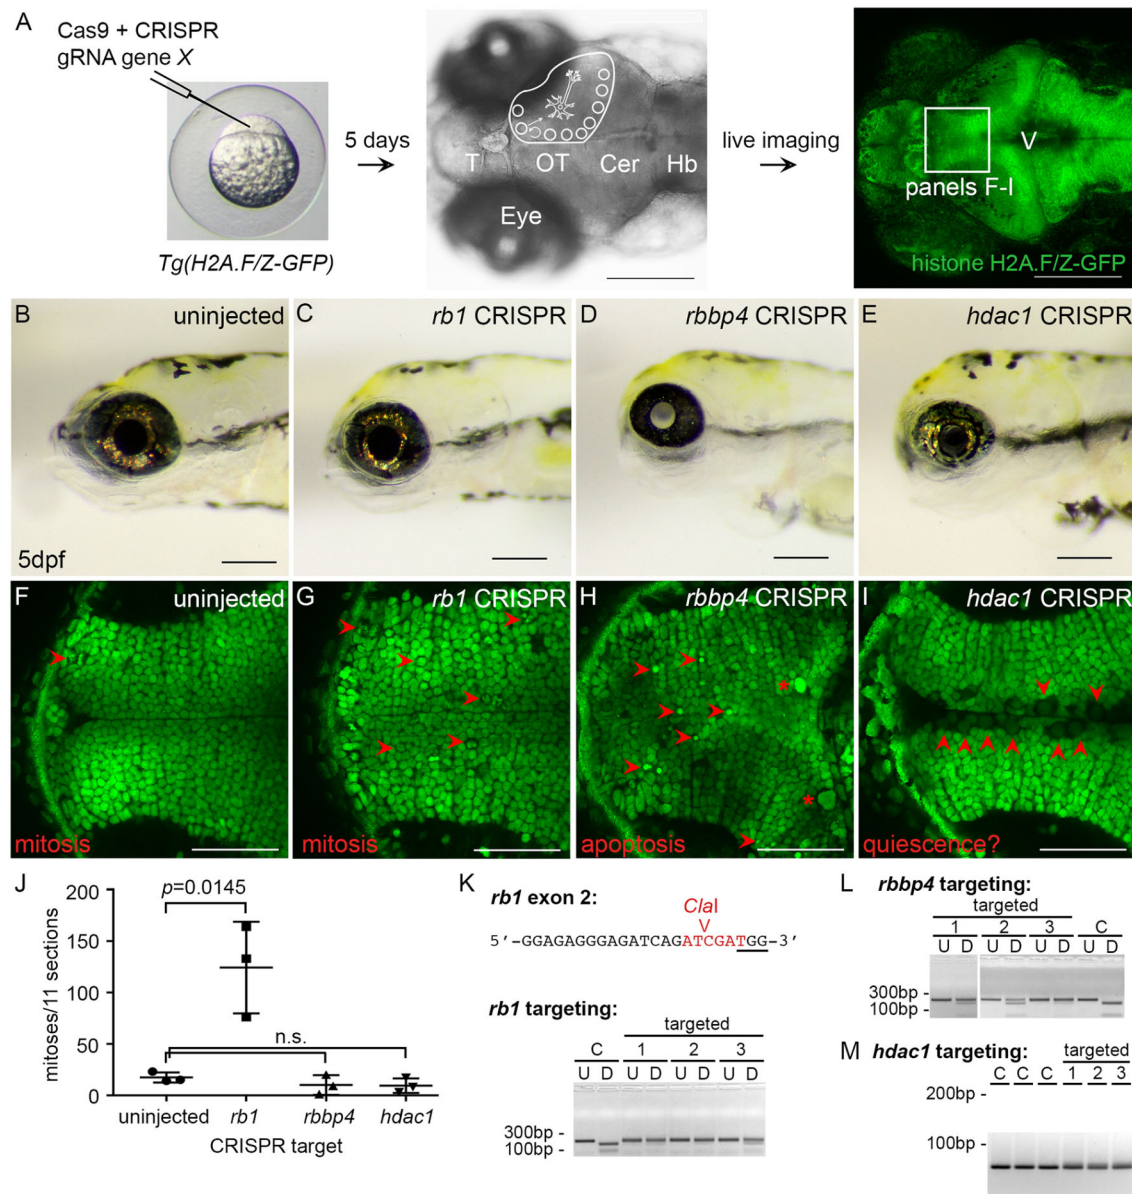 A
Cas9 + CRISPR
gRNA gene X
Tg(H2A.F/Z-GFP)
5 days
T OT Cer Hb
Eye
live imaging
V
panels F-I
histone H2A.F/Z-GFP
B uninjected
5dpf
C rb1 CRISPR
D rbbp4 CRISPR
E hdac1 CRISPR
F uninjected
mitosis
G rb1 CRISPR
mitosis
H rbbp4 CRISPR
* *
apoptosis
I hdac1 CRISPR
quiescence?
J
p=0.0145
n.s.
mitoses/11 sections
200
150
100
50
0
uninjected rb1 rbbp4 hdac1
CRISPR target
K
rb1 exon 2:
ClaI
V
5′-GGAGAGGGAGATCAGATCGATGG-3′
rb1 targeting:
targeted
C 1 2 3
U D U D U D U D
300bp -
100bp -
L
rbbp4 targeting:
targeted
1 2 3 C
U D U D U D U D
300bp -
100bp -
M hdac1 targeting:
targeted
C C C 1 2 3
200bp -
100bp -